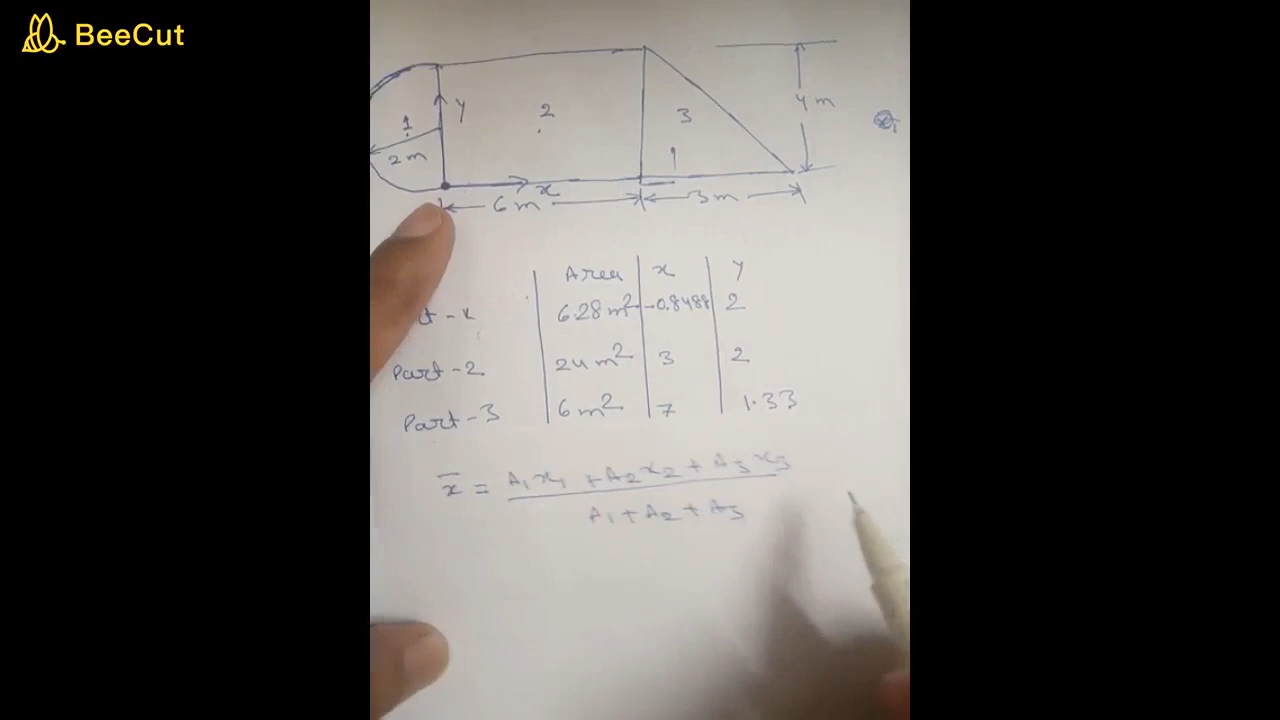 BeeCut
4 m
y
1
2
3
2 m
x
6 m
3m
Area x y
6.28 m² -0.8488 2
Part-2 24 m² 3 2
Part-3 6 m² 7 1.33
x̄ = A₁x₁ + A₂x₂ + A₃x₃
A₁ + A₂ + A₃